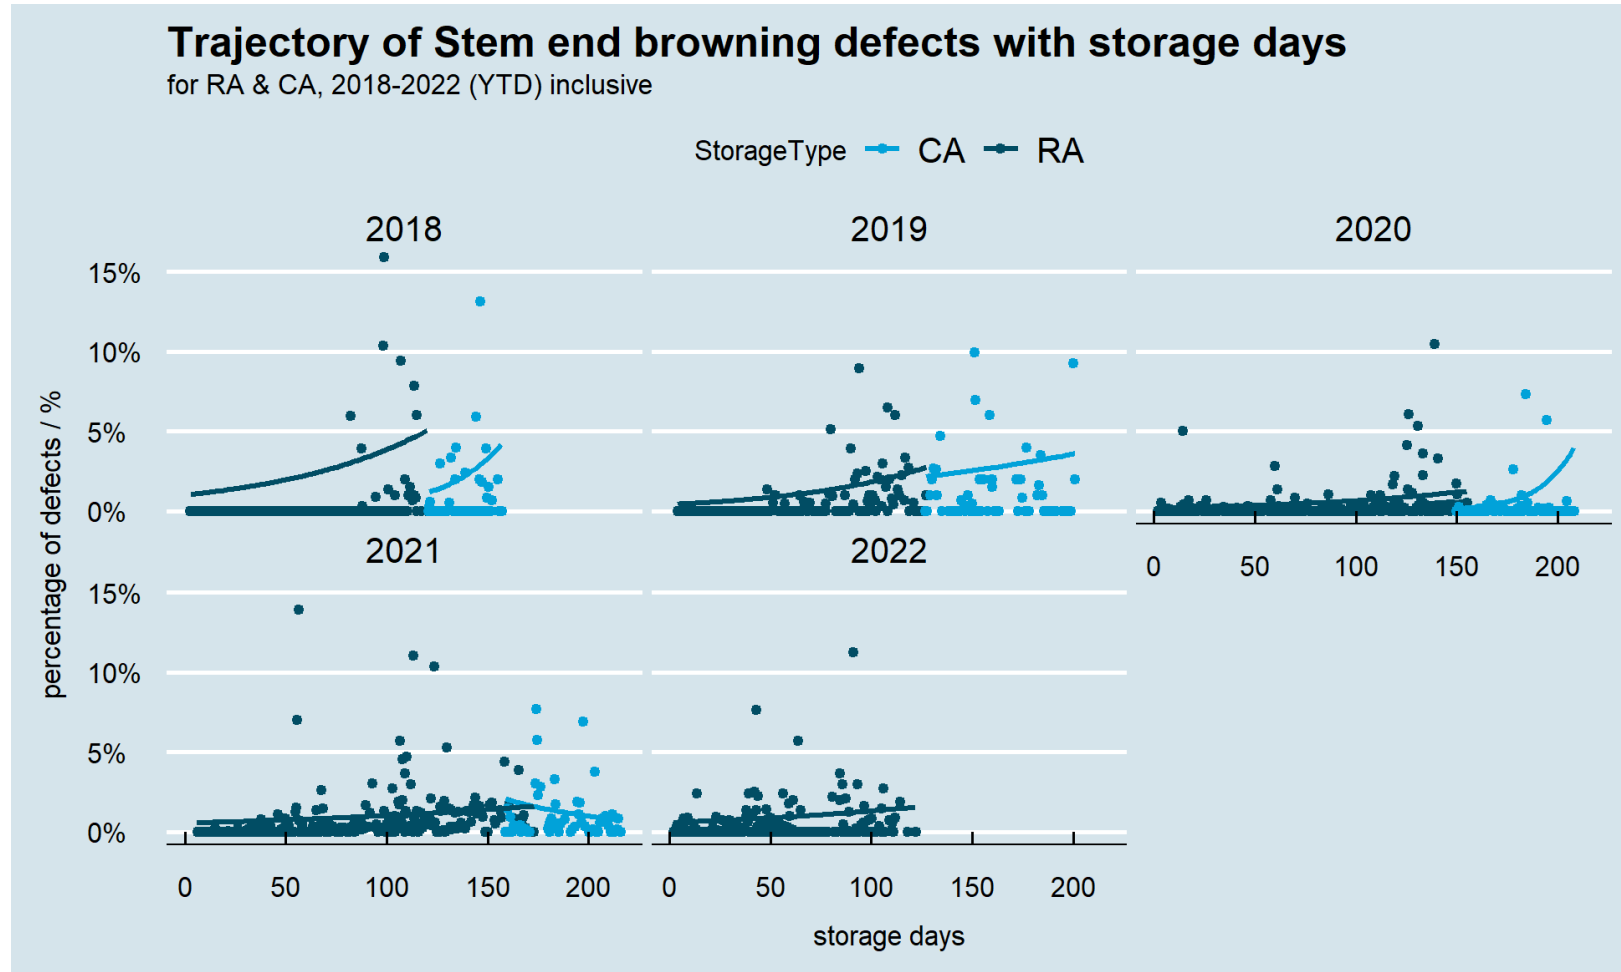 Trajectory of Stem end browning defects with storage days
for RA & CA, 2018-2022 (YTD) inclusive
StorageType CA RA
2018 2019 2020
15%
10%
5%
0%
0 50 100 150 200
2021 2022
15%
10%
5%
0%
0 50 100 150 200 0 50 100 150 200
percentage of defects / %
storage days